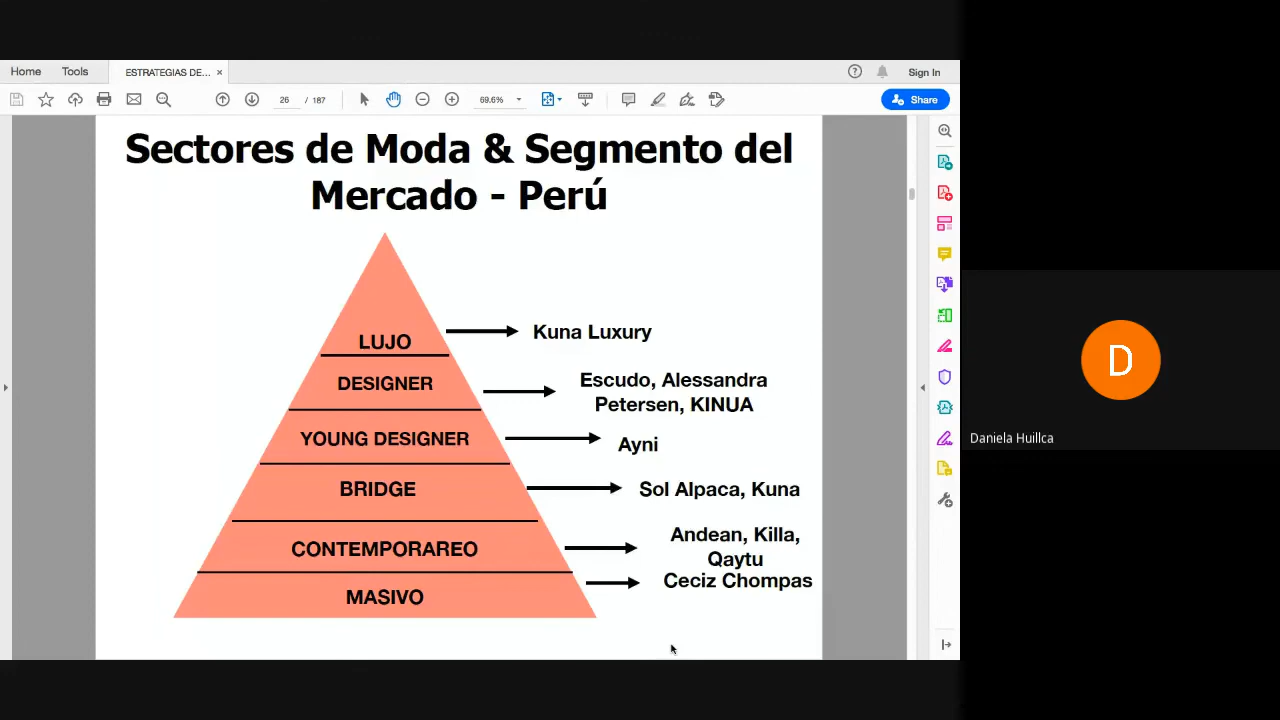 Home Tools ESTRATEGIAS DE... × Sign In
26 / 187 69.6% Share
Sectores de Moda & Segmento del
Mercado - Perú
LUJO
Kuna Luxury
DESIGNER
Escudo, Alessandra
Petersen, KINUA
YOUNG DESIGNER
Ayni
BRIDGE
Sol Alpaca, Kuna
CONTEMPORAREO
Andean, Killa,
Qaytu
Ceciz Chompas
MASIVO
D
Daniela Huillca